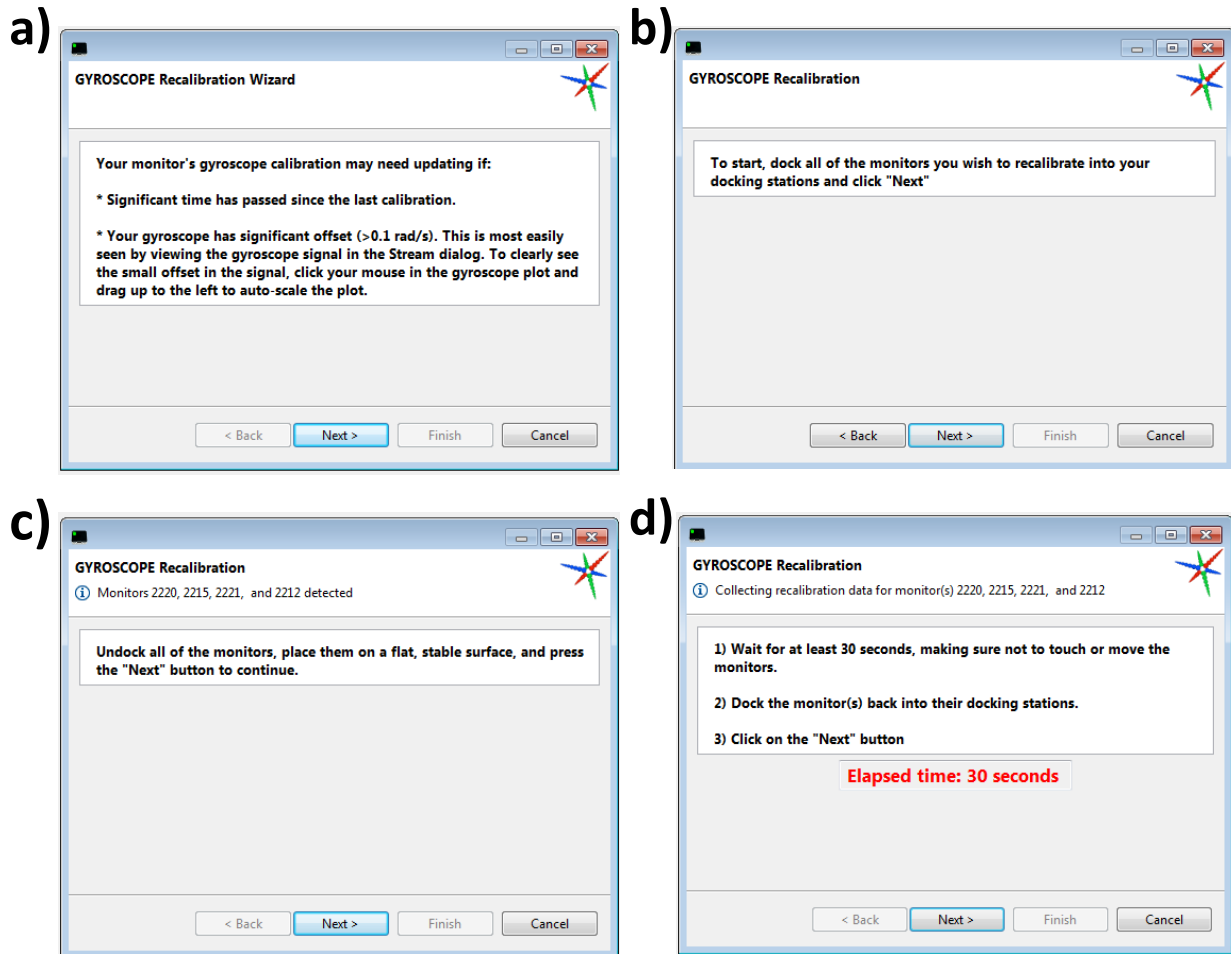 a)
GYROSCOPE Recalibration Wizard
Your monitor's gyroscope calibration may need updating if:
* Significant time has passed since the last calibration.
* Your gyroscope has significant offset (>0.1 rad/s). This is most easily
seen by viewing the gyroscope signal in the Stream dialog. To clearly see
the small offset in the signal, click your mouse in the gyroscope plot and
drag up to the left to auto-scale the plot.
< Back Next > Finish Cancel
b)
GYROSCOPE Recalibration
To start, dock all of the monitors you wish to recalibrate into your
docking stations and click "Next"
< Back Next > Finish Cancel
c)
GYROSCOPE Recalibration
Monitors 2220, 2215, 2221, and 2212 detected
Undock all of the monitors, place them on a flat, stable surface, and press
the "Next" button to continue.
< Back Next > Finish Cancel
d)
GYROSCOPE Recalibration
Collecting recalibration data for monitor(s) 2220, 2215, 2221, and 2212
1) Wait for at least 30 seconds, making sure not to touch or move the
monitors.
2) Dock the monitor(s) back into their docking stations.
3) Click on the "Next" button
Elapsed time: 30 seconds
< Back Next > Finish Cancel